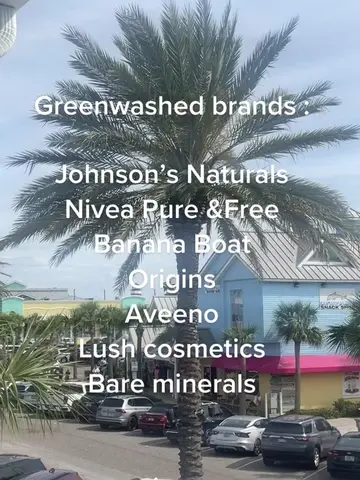 Greenwashed brands :
Johnson's Naturals
Nivea Pure &Free
Banana Boat
Origins
Aveeno
Lush cosmetics
Bare minerals